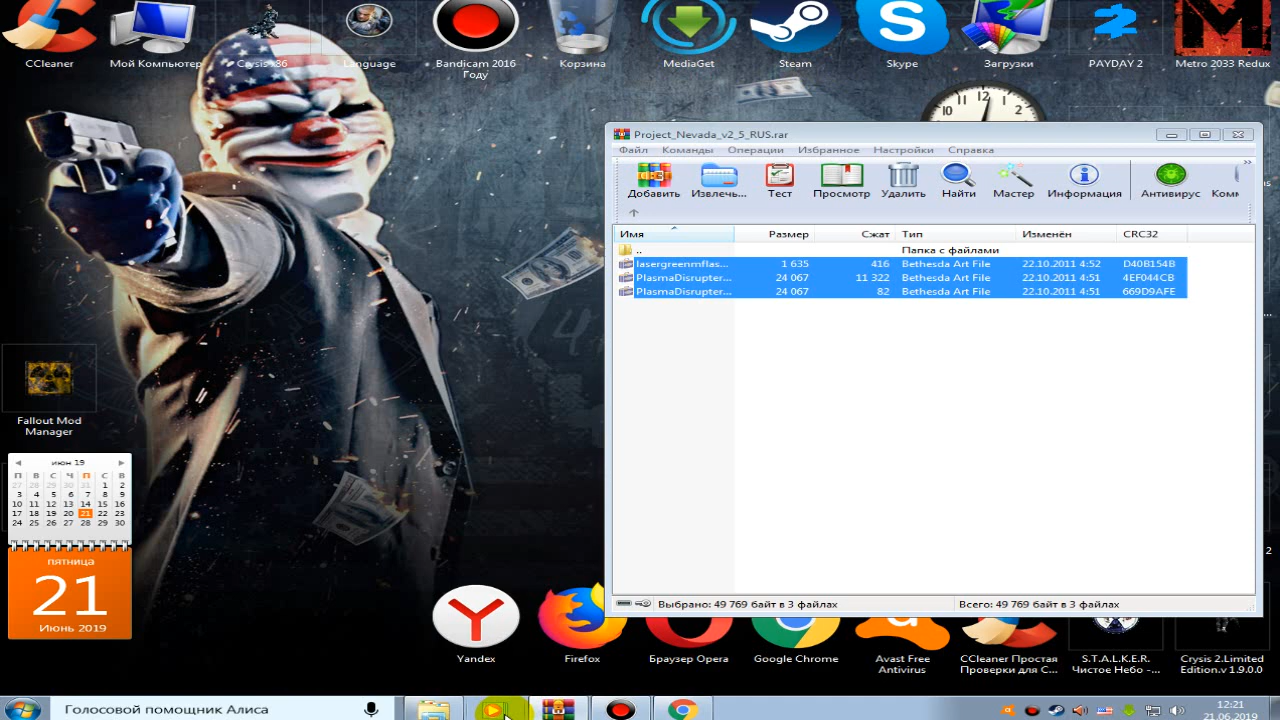 CCleaner
Мой Компьютер
Crysis
Language
Bandicam 2016 Году
Корзина
MediaGet
Steam
Skype
Загрузки
PAYDAY 2
Metro 2033 Redux
10
12
2
Project_Nevada_v2_5_RUS.rar
Файл Команды Операции Избранное Настройки Справка
Добавить Извлечь... Тест Просмотр Удалить Найти Мастер Информация Антивирус Комм
Имя Размер Сжат Тип Изменён CRC32
.. Папка с файлами
lasergreenmflas... 1 635 416 Bethesda Art File 22.10.2011 4:52 D40B154B
PlasmaDisrupter... 24 067 11 322 Bethesda Art File 22.10.2011 4:51 4EF044CB
PlasmaDisrupter... 24 067 82 Bethesda Art File 22.10.2011 4:51 669D9AFE
Выбрано: 49 769 байт в 3 файлах
Всего: 49 769 байт в 3 файлах
Fallout Mod
Manager
июн 19
П В С Ч П С В
27 28 29 30 31 1 2
3 4 5 6 7 8 9
10 11 12 13 14 15 16
17 18 19 20 21 22 23
24 25 26 27 28 29 30
пятница
21
Июнь 2019
Yandex
Firefox
Браузер Opera
Google Chrome
Avast Free
Antivirus
CCleaner Простая
Проверки для С...
S.T.A.L.K.E.R.
Чистое Небо -...
Crysis 2.Limited
Edition.v 1.9.0.0
Голосовой помощник Алиса
12:21
21.06.2019